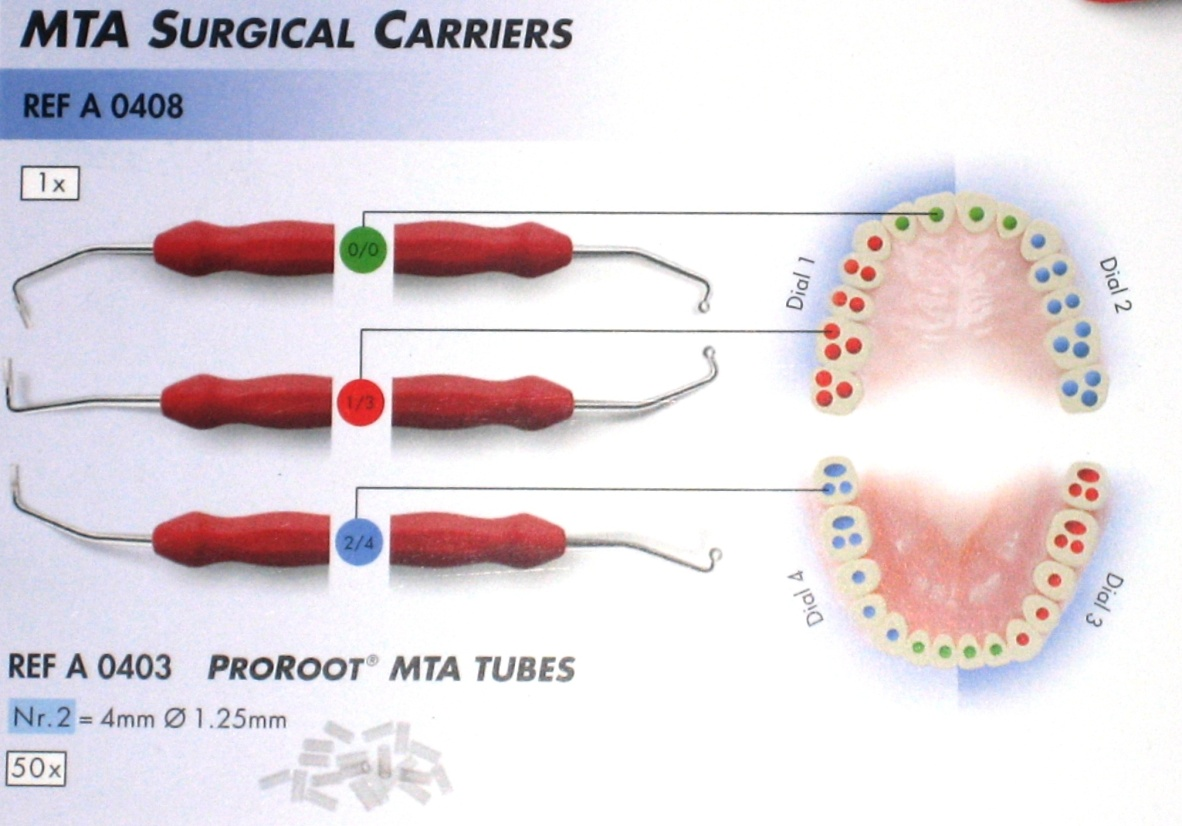 MTA SURGICAL CARRIERS
REF A 0408
1x
0/0
1/3
2/4
Dial 1
Dial 2
Dial 4
Dial 3
REF A 0403 PROROOT® MTA TUBES
Nr.2 = 4mm Ø 1.25mm
50x